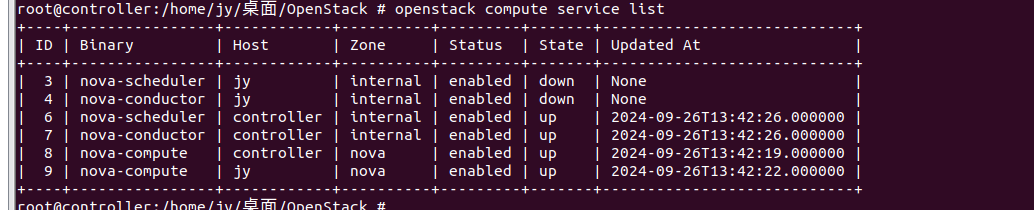 root@controller:/home/jy/桌面/OpenStack # openstack compute service list
+----+----------------+------------+----------+---------+-------+----------------------------+
| ID | Binary         | Host       | Zone     | Status  | State | Updated At                 |
+----+----------------+------------+----------+---------+-------+----------------------------+
|  3 | nova-scheduler | jy         | internal | enabled | down  | None                       |
|  4 | nova-conductor | jy         | internal | enabled | down  | None                       |
|  6 | nova-scheduler | controller | internal | enabled | up    | 2024-09-26T13:42:26.000000 |
|  7 | nova-conductor | controller | internal | enabled | up    | 2024-09-26T13:42:26.000000 |
|  8 | nova-compute   | controller | nova     | enabled | up    | 2024-09-26T13:42:19.000000 |
|  9 | nova-compute   | jy         | nova     | enabled | up    | 2024-09-26T13:42:22.000000 |
+----+----------------+------------+----------+---------+-------+----------------------------+
root@controller:/home/jy/桌面/OpenStack #